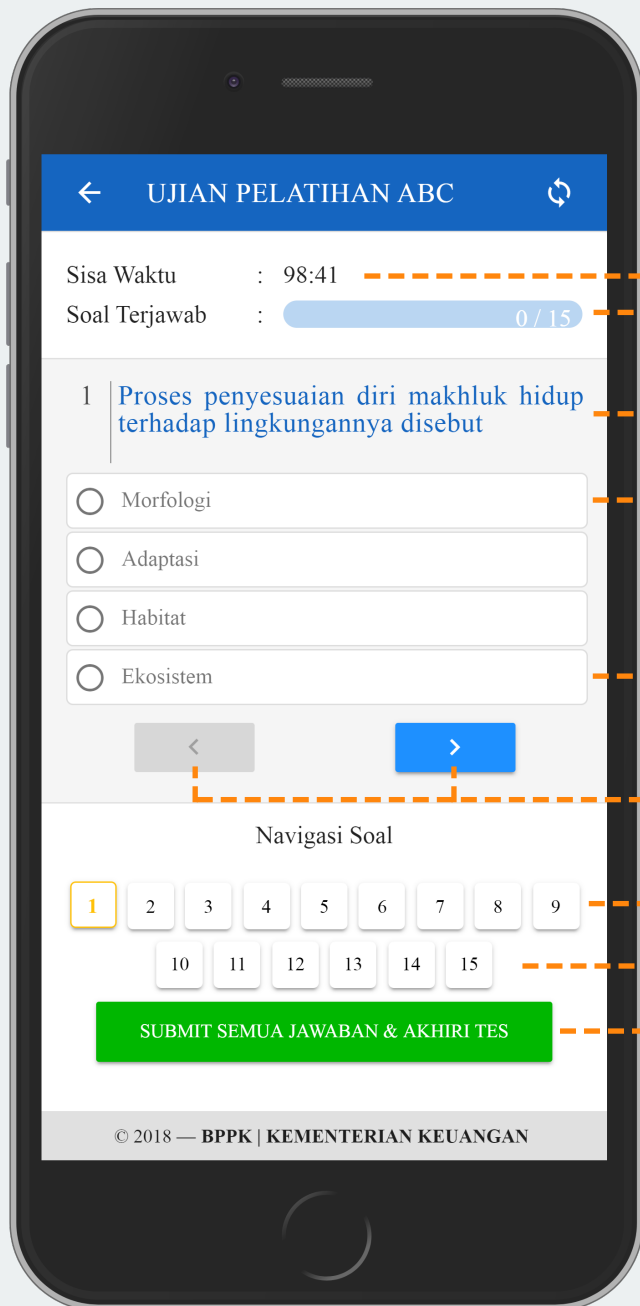 UJIAN PELATIHAN ABC
Sisa Waktu : 98:41
Soal Terjawab : 0 / 15
1 Proses penyesuaian diri makhluk hidup
terhadap lingkungannya disebut
Morfologi
Adaptasi
Habitat
Ekosistem
Navigasi Soal
1 2 3 4 5 6 7 8 9
10 11 12 13 14 15
SUBMIT SEMUA JAWABAN & AKHIRI TES
© 2018 — BPPK | KEMENTERIAN KEUANGAN